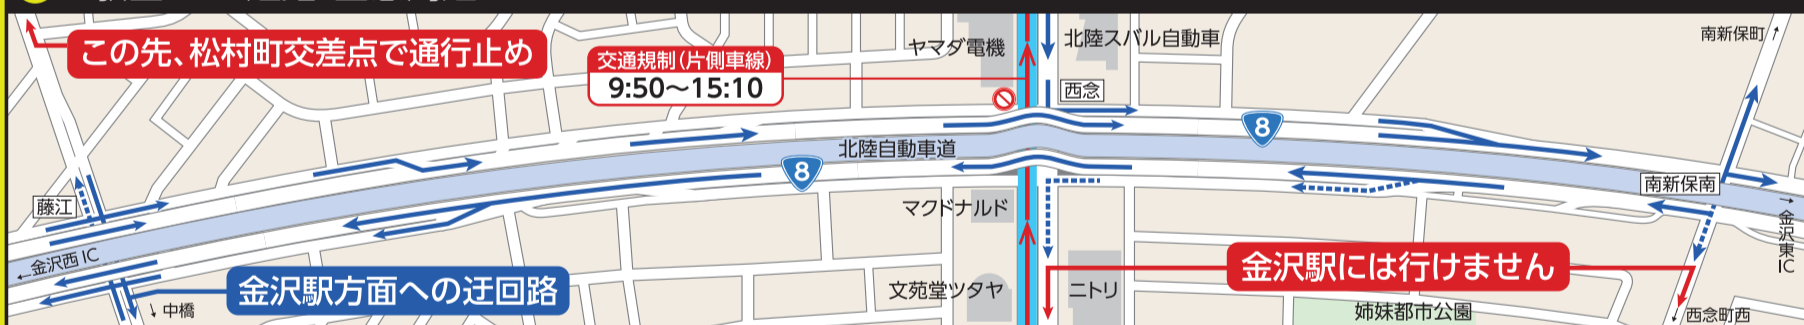 この先、松村町交差点で通行止め
交通規制(片側車線)
9:50〜15:10
ヤマダ電機
北陸スバル自動車
南新保町
西念
8
北陸自動車道
8
藤江
南新保南
マクドナルド
→金沢東IC
←金沢西IC
金沢駅方面への迂回路
金沢駅には行けません
文苑堂ツタヤ
ニトリ
姉妹都市公園
中橋
西念町西